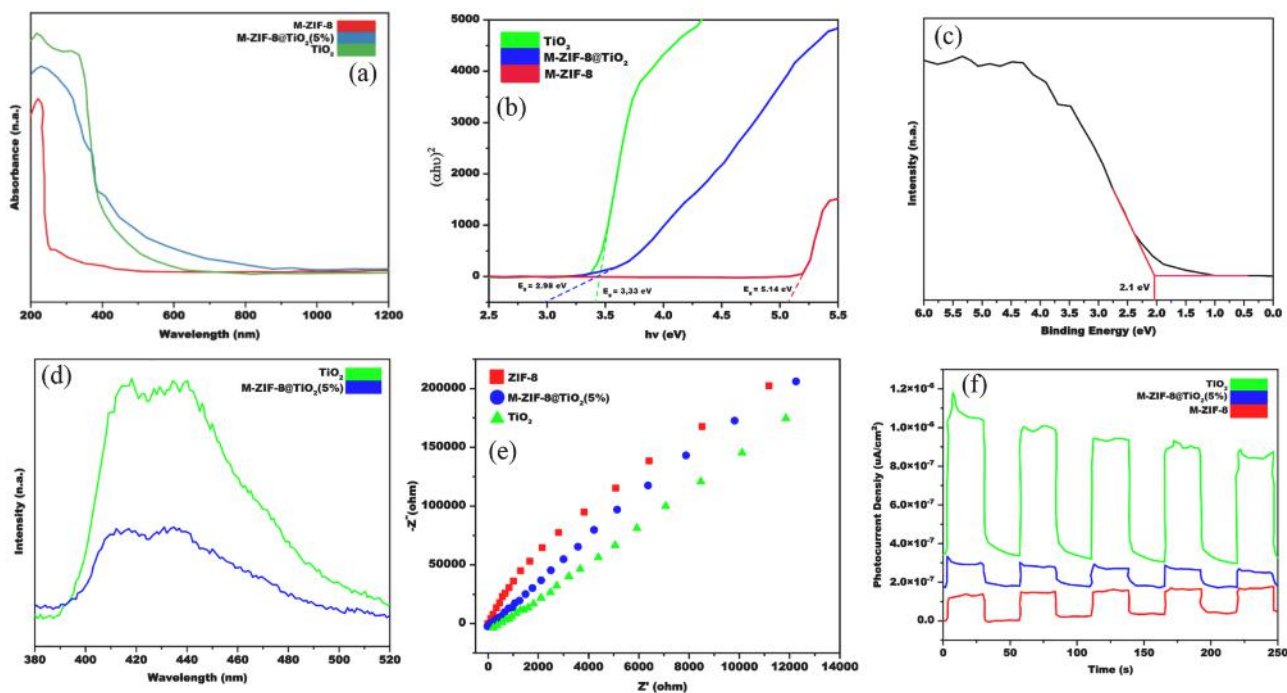 M-ZIF-8
M-ZIF-8@TiO₂(5%)
TiO₂
(a)
Absorbance (n.a.)
200 400 600 800 1000 1200
Wavelength (nm)
5000
4000
3000
2000
1000
0
TiO₂
M-ZIF-8@TiO₂
M-ZIF-8
(b)
(αhυ)²
E₉ = 2.98 eV
E₉ = 3,33 eV
E₉ = 5.14 eV
2.5 3.0 3.5 4.0 4.5 5.0 5.5
hv (eV)
(c)
Intensity (n.a.)
2.1 eV
6.0 5.5 5.0 4.5 4.0 3.5 3.0 2.5 2.0 1.5 1.0 0.5 0.0
Binding Energy (eV)
(d)
TiO₂
M-ZIF-8@TiO₂(5%)
Intensity (n.a.)
380 400 420 440 460 480 500 520
Wavelength (nm)
200000
150000
100000
50000
0
ZIF-8
M-ZIF-8@TiO₂(5%)
TiO₂
(e)
-Z"(ohm)
0 2000 4000 6000 8000 10000 12000 14000
Z' (ohm)
(f)
TiO₂
M-ZIF-8@TiO₂(5%)
M-ZIF-8
1.2×10⁻⁶
1.0×10⁻⁶
8.0×10⁻⁷
6.0×10⁻⁷
4.0×10⁻⁷
2.0×10⁻⁷
0.0
Photocurrent Densiy (uA/cm²)
0 50 100 150 200 250
Time (s)